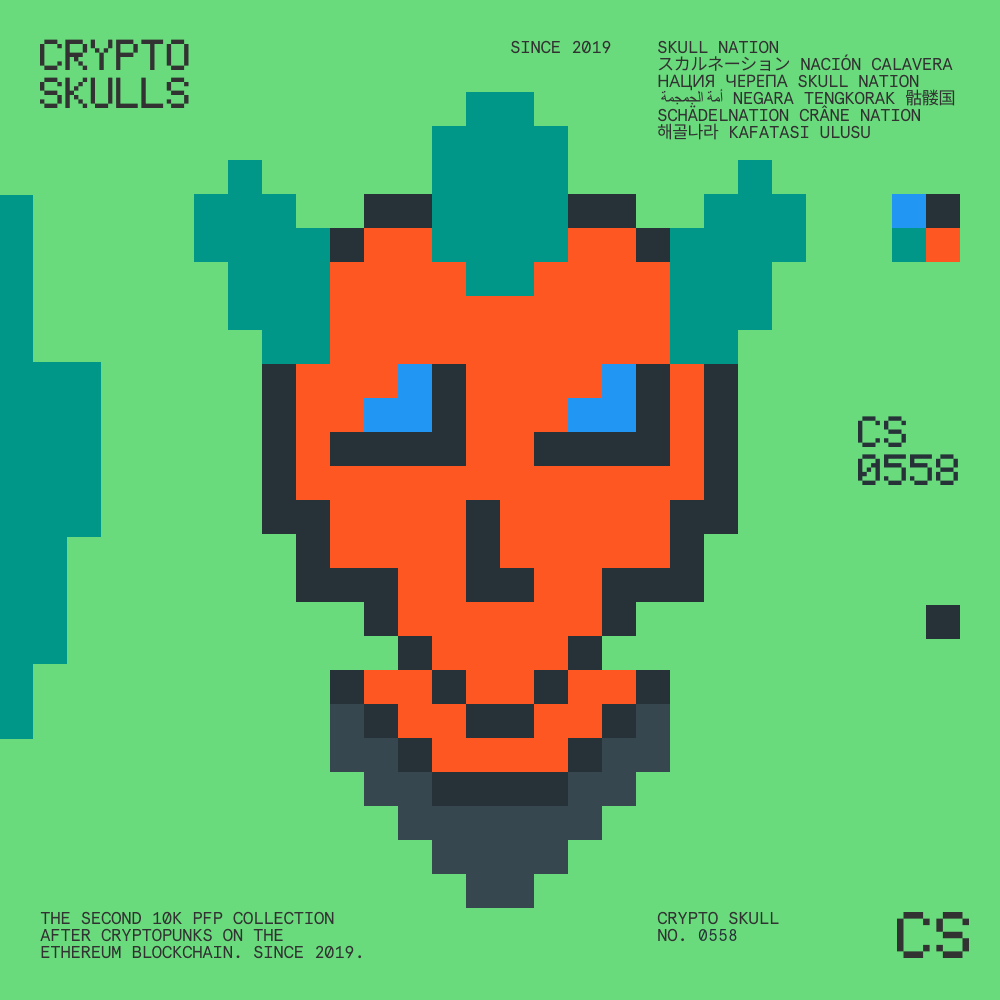 CRYPTO
SKULLS
SINCE 2019
SKULL NATION
スカルネーション NACIÓN CALAVERA
НАЦИЯ ЧЕРЕПА SKULL NATION
أمة الجمجمة NEGARA TENGKORAK 骷髅国
SCHÄDELNATION CRÂNE NATION
해골나라 KAFATASI ULUSU
CS
0558
THE SECOND 10K PFP COLLECTION
AFTER CRYPTOPUNKS ON THE
ETHEREUM BLOCKCHAIN. SINCE 2019.
CRYPTO SKULL
NO. 0558
CS